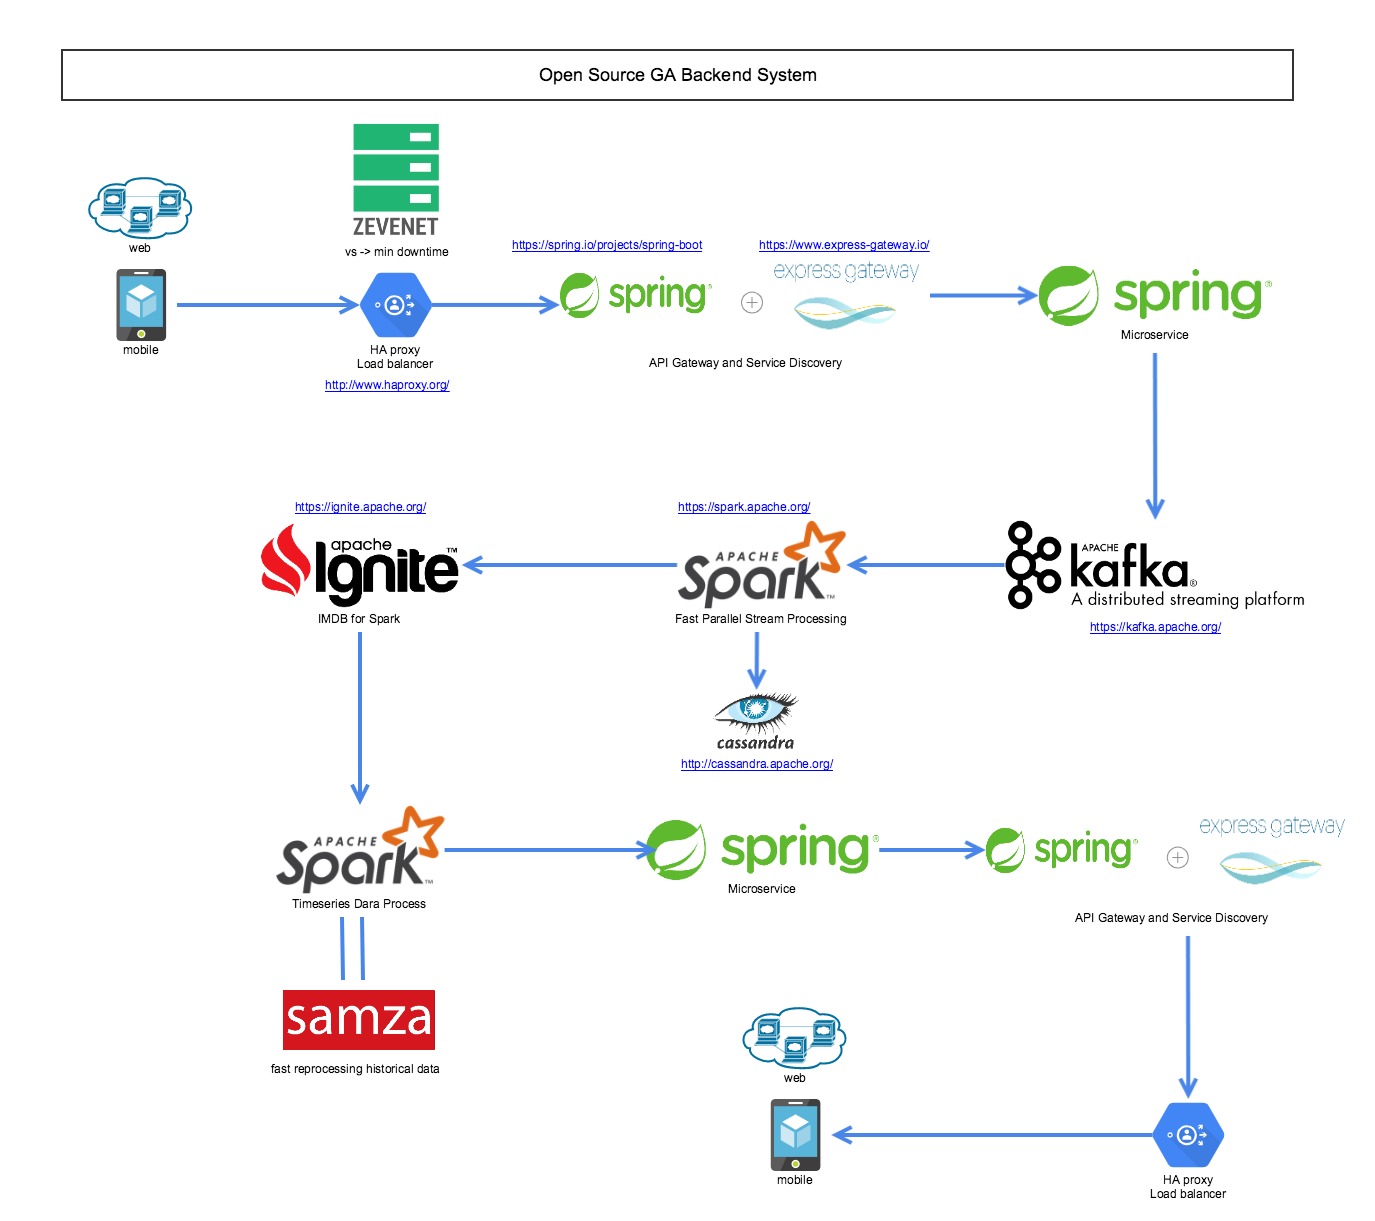 Open Source GA Backend System
ZEVENET
vs -> min downtime
web
mobile
HA proxy
Load balancer
http://www.haproxy.org/
https://spring.io/projects/spring-boot
spring®
https://www.express-gateway.io/
express gateway
API Gateway and Service Discovery
spring®
Microservice
https://ignite.apache.org/
apache
Ignite™
IMDB for Spark
https://spark.apache.org/
APACHE
Spark™
Fast Parallel Stream Processing
APACHE
kafka®
A distributed streaming platform
https://kafka.apache.org/
cassandra
http://cassandra.apache.org/
APACHE
Spark™
Timeseries Dara Process
spring®
Microservice
spring®
express gateway
API Gateway and Service Discovery
samza
fast reprocessing historical data
web
mobile
HA proxy
Load balancer